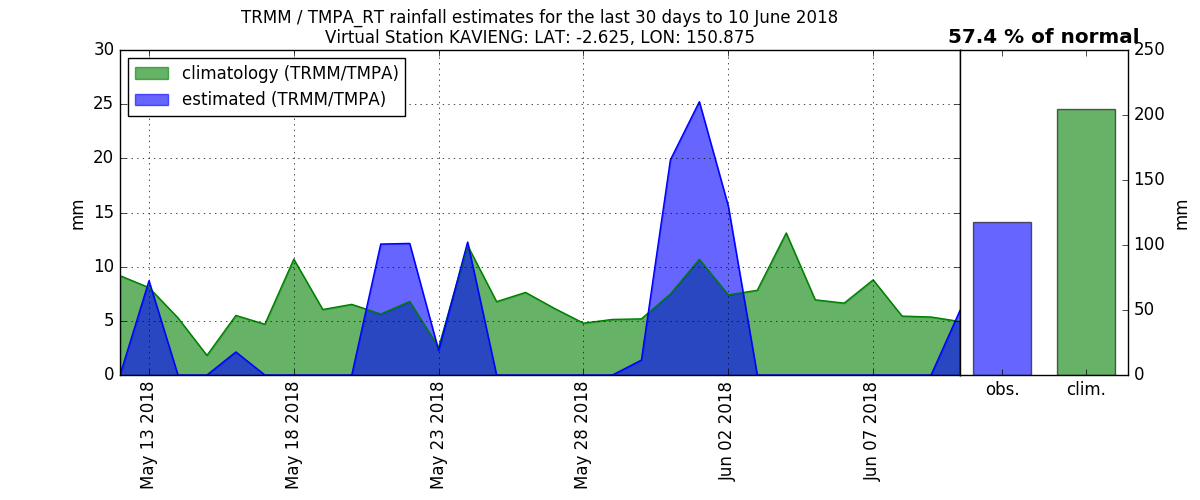 TRMM / TMPA_RT rainfall estimates for the last 30 days to 10 June 2018
Virtual Station KAVIENG: LAT: -2.625, LON: 150.875
57.4 % of normal
climatology (TRMM/TMPA)
estimated (TRMM/TMPA)
30
25
20
15
10
5
0
mm
250
200
150
100
50
0
mm
May 13 2018
May 18 2018
May 23 2018
May 28 2018
Jun 02 2018
Jun 07 2018
obs.
clim.